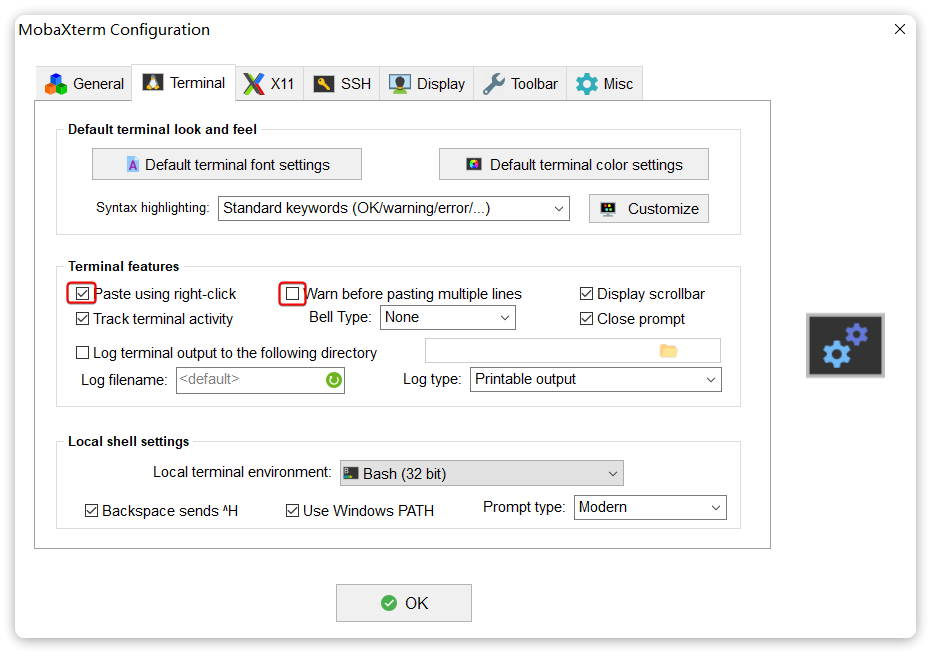 MobaXterm Configuration
General Terminal X11 SSH Display Toolbar Misc
Default terminal look and feel
Default terminal font settings Default terminal color settings
Syntax highlighting: Standard keywords (OK/warning/error/...) Customize
Terminal features
Paste using right-click Warn before pasting multiple lines Display scrollbar
Track terminal activity Bell Type: None Close prompt
Log terminal output to the following directory
Log filename: <default> Log type: Printable output
Local shell settings
Local terminal environment: Bash (32 bit)
Backspace sends ^H Use Windows PATH Prompt type: Modern
OK